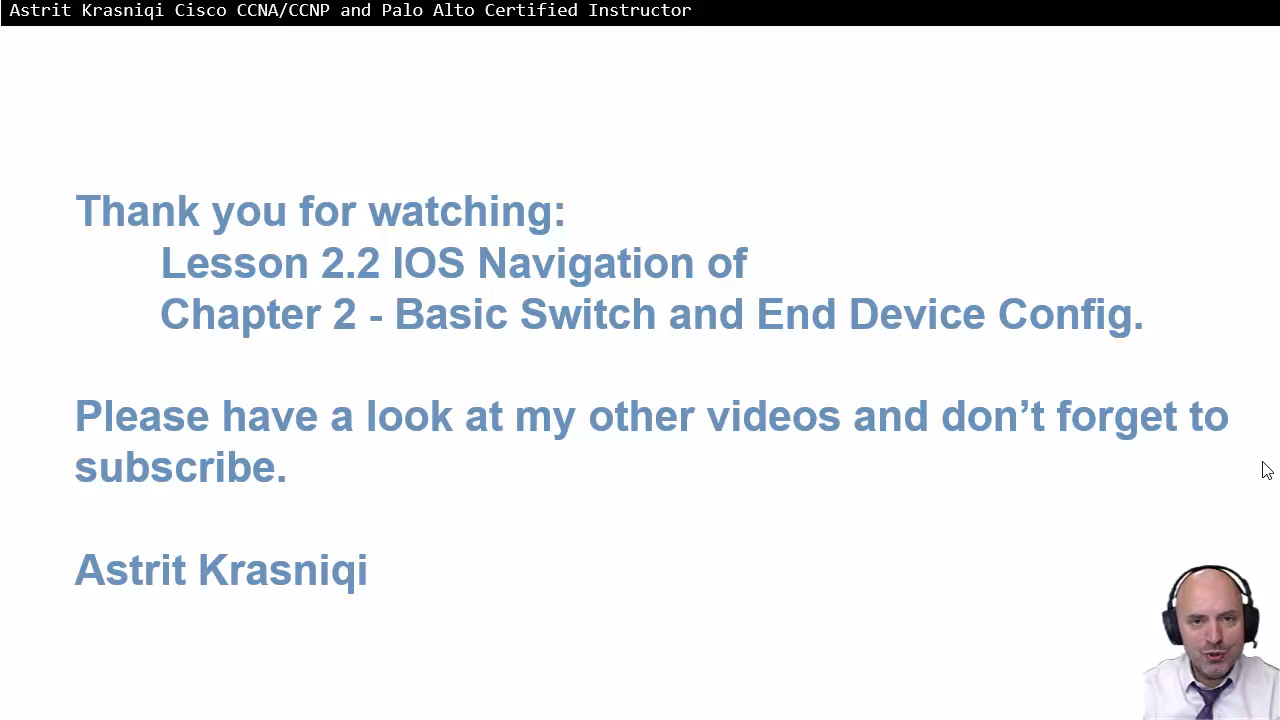 Astrit Krasniqi Cisco CCNA/CCNP and Palo Alto Certified Instructor
Thank you for watching:
Lesson 2.2 IOS Navigation of
Chapter 2 - Basic Switch and End Device Config.
Please have a look at my other videos and don’t forget to
subscribe.
Astrit Krasniqi